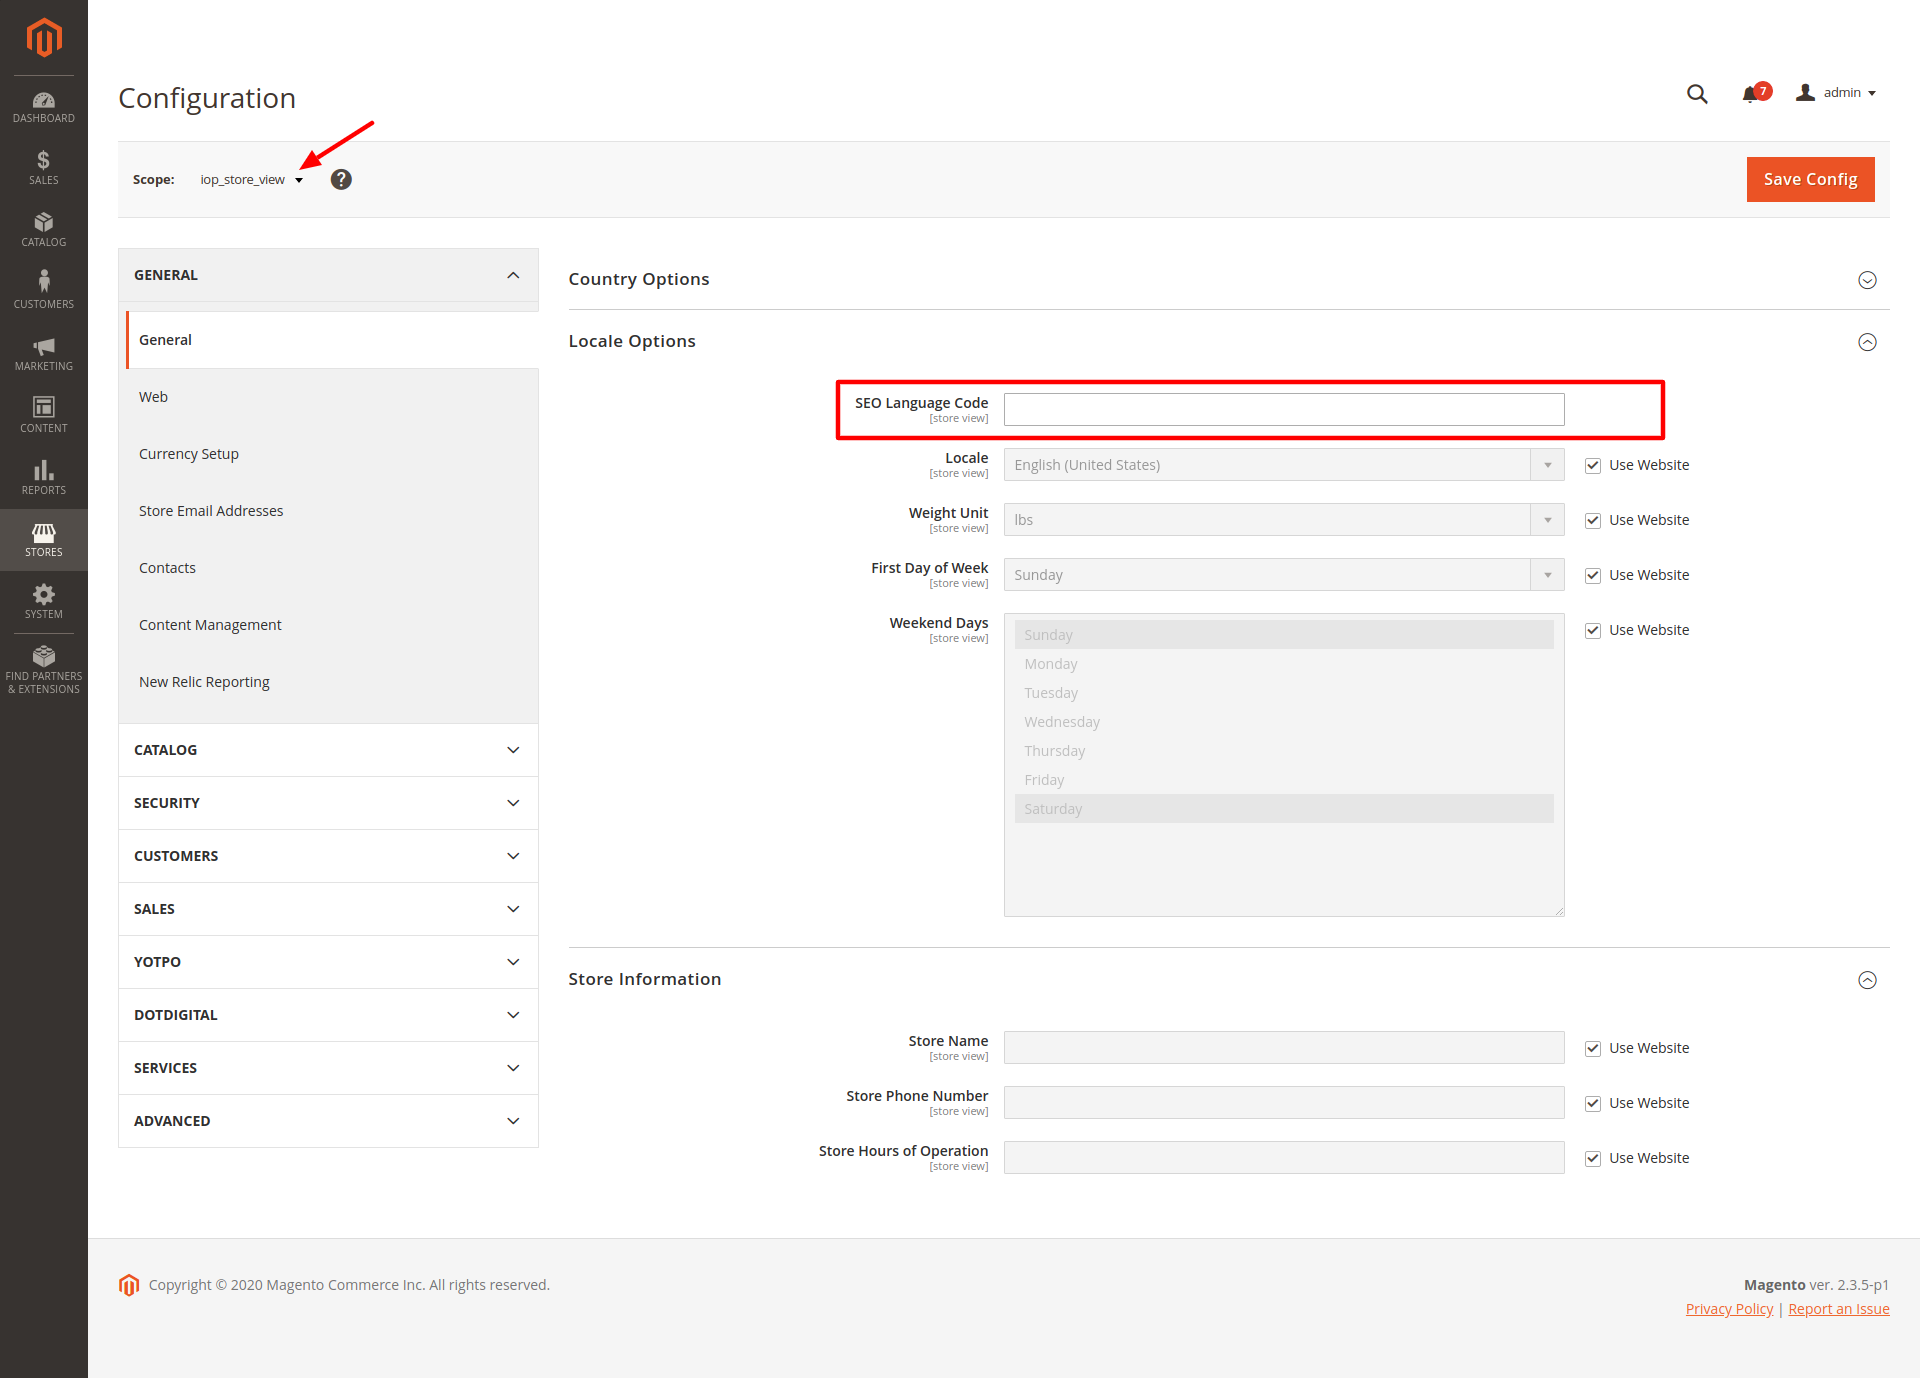 DASHBOARD
SALES
CATALOG
CUSTOMERS
MARKETING
CONTENT
REPORTS
STORES
SYSTEM
FIND PARTNERS
& EXTENSIONS
Configuration
7
admin
Scope: iop_store_view ?
Save Config
GENERAL
General
Web
Currency Setup
Store Email Addresses
Contacts
Content Management
New Relic Reporting
CATALOG
SECURITY
CUSTOMERS
SALES
YOTPO
DOTDIGITAL
SERVICES
ADVANCED
Country Options
Locale Options
SEO Language Code
[store view]
Locale
[store view]
English (United States)
Use Website
Weight Unit
[store view]
lbs
Use Website
First Day of Week
[store view]
Sunday
Use Website
Weekend Days
[store view]
Sunday
Monday
Tuesday
Wednesday
Thursday
Friday
Saturday
Use Website
Store Information
Store Name
[store view]
Use Website
Store Phone Number
[store view]
Use Website
Store Hours of Operation
[store view]
Use Website
Copyright © 2020 Magento Commerce Inc. All rights reserved.
Magento ver. 2.3.5-p1
Privacy Policy | Report an Issue